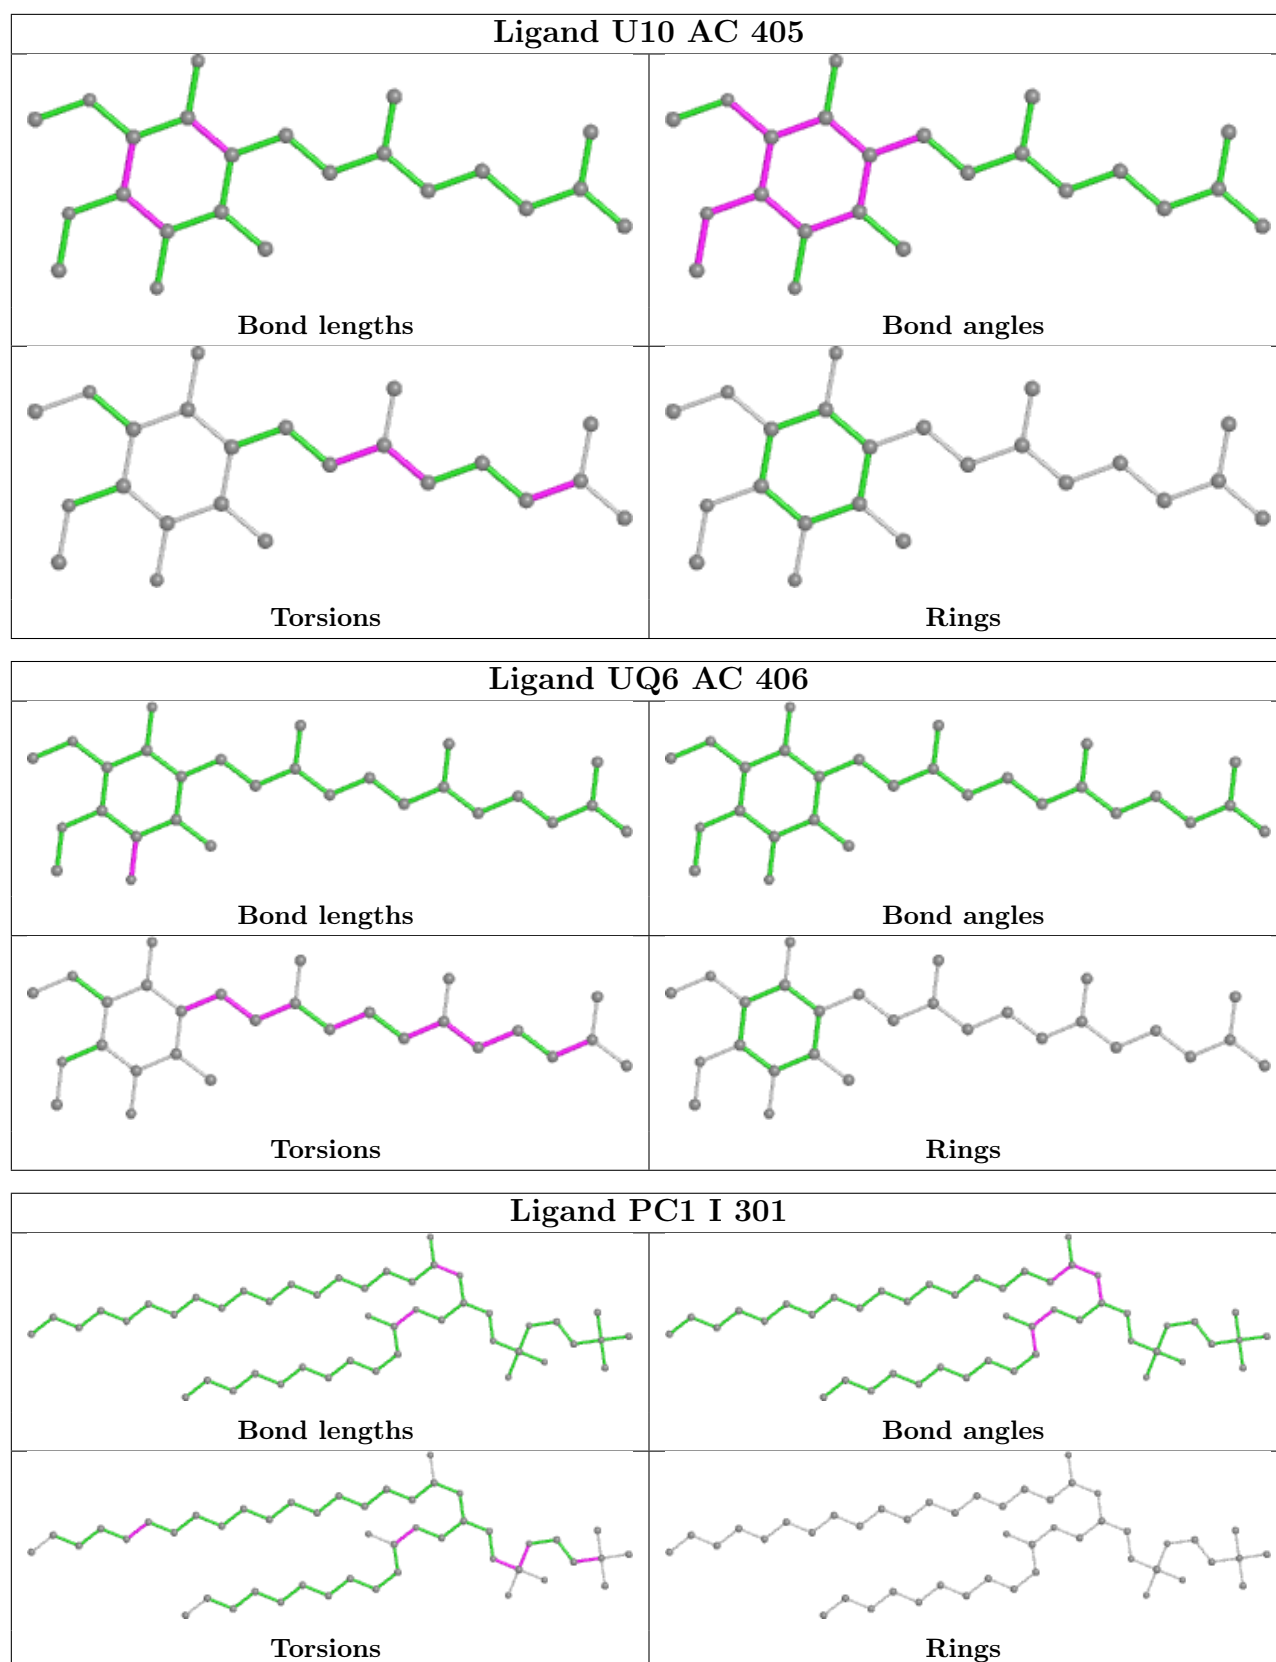 Ligand U10 AC 405
Bond lengths
Bond angles
Torsions
Rings
Ligand UQ6 AC 406
Bond lengths
Bond angles
Torsions
Rings
Ligand PC1 I 301
Bond lengths
Bond angles
Torsions
Rings